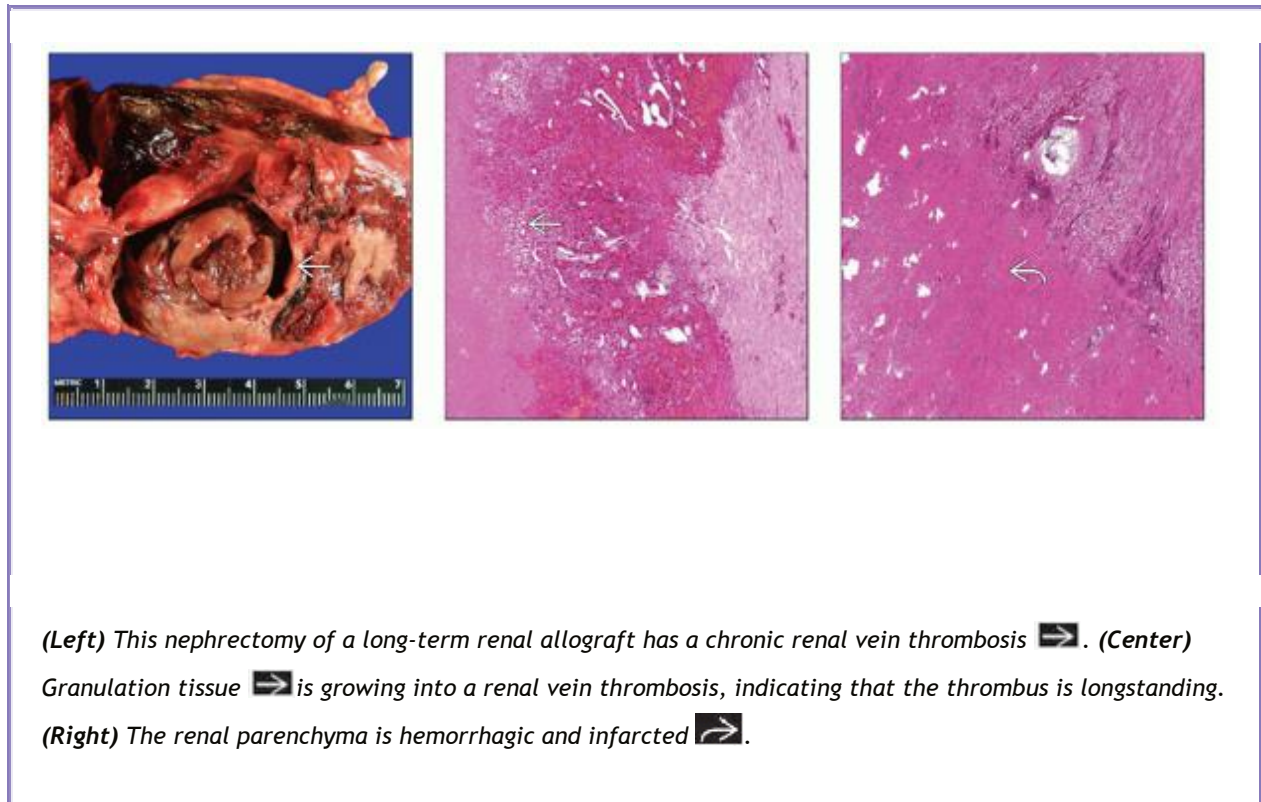 METRIC 1 2 3 4 5 6 7
(Left) This nephrectomy of a long-term renal allograft has a chronic renal vein thrombosis . (Center)
Granulation tissue is growing into a renal vein thrombosis, indicating that the thrombus is longstanding.
(Right) The renal parenchyma is hemorrhagic and infarcted .